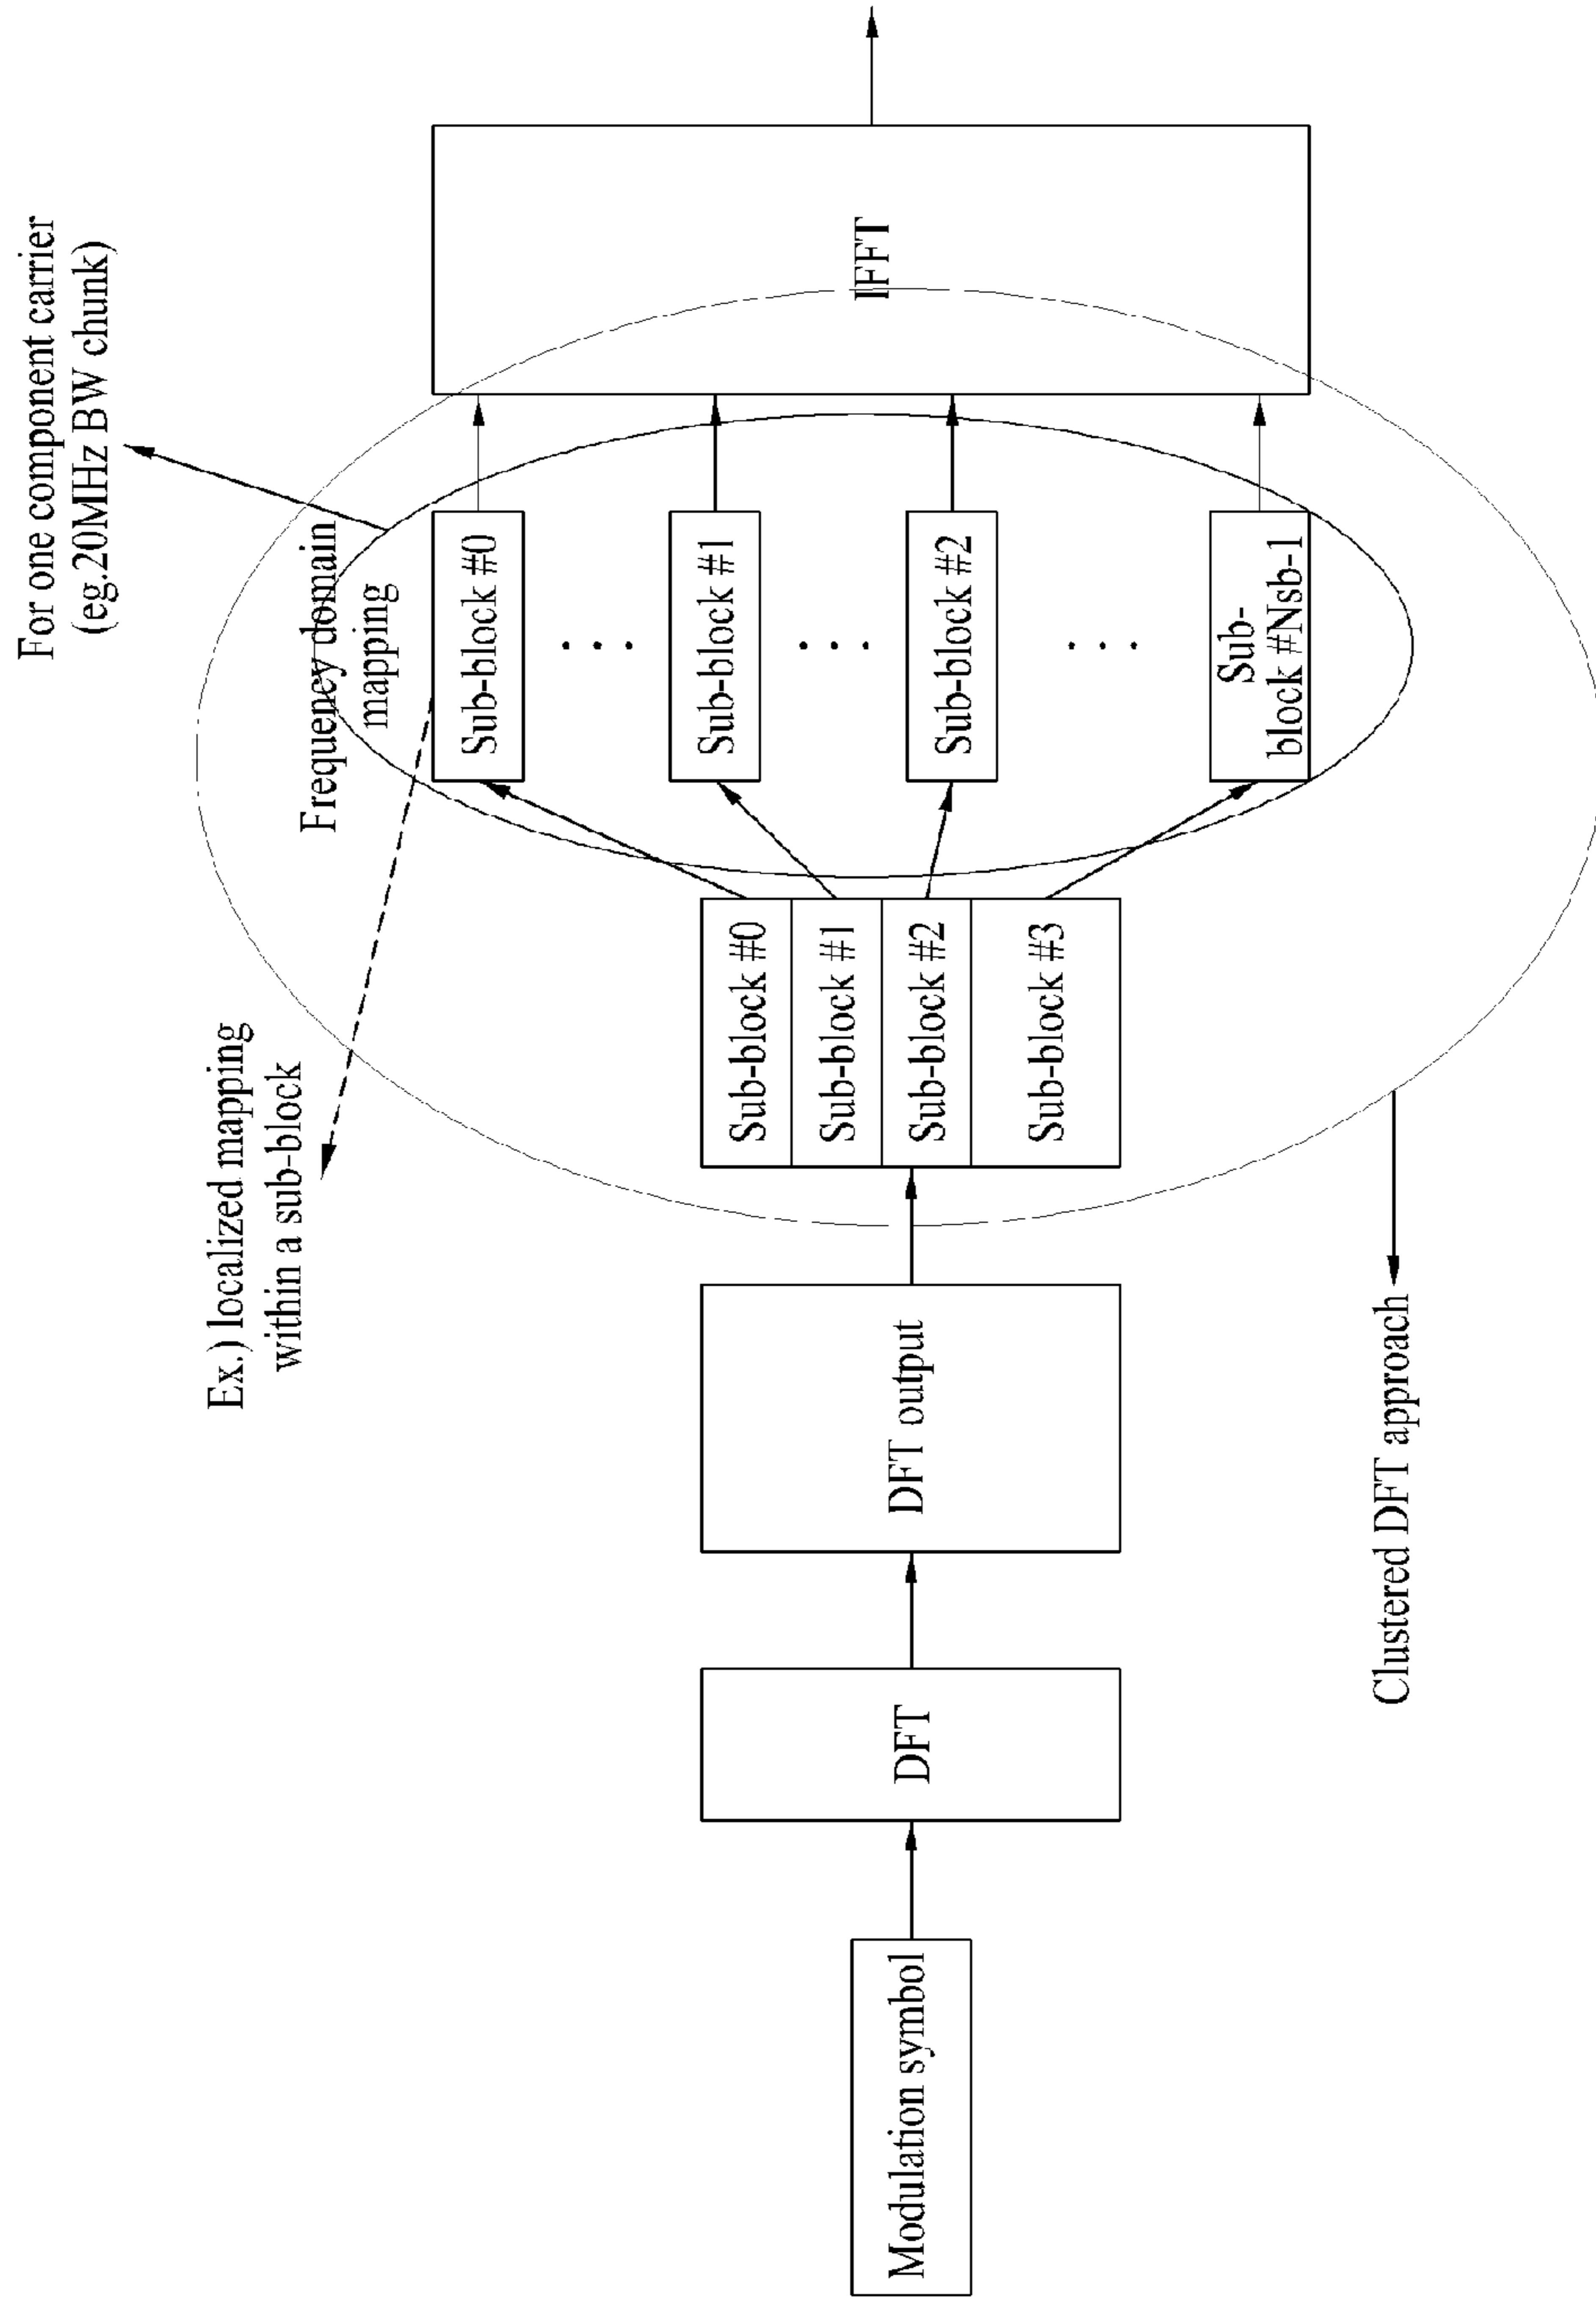 For one component carrier
(eg.20MHz BW chunk)
Ex.) localized mapping
within a sub-block
Frequency domain
mapping
Modulation symbol
DFT
DFT output
Sub-block #0
Sub-block #1
Sub-block #2
Sub-block #3
Sub-block #0
Sub-block #1
Sub-block #2
Sub-
block #Nsb-1
IFFT
Clustered DFT approach